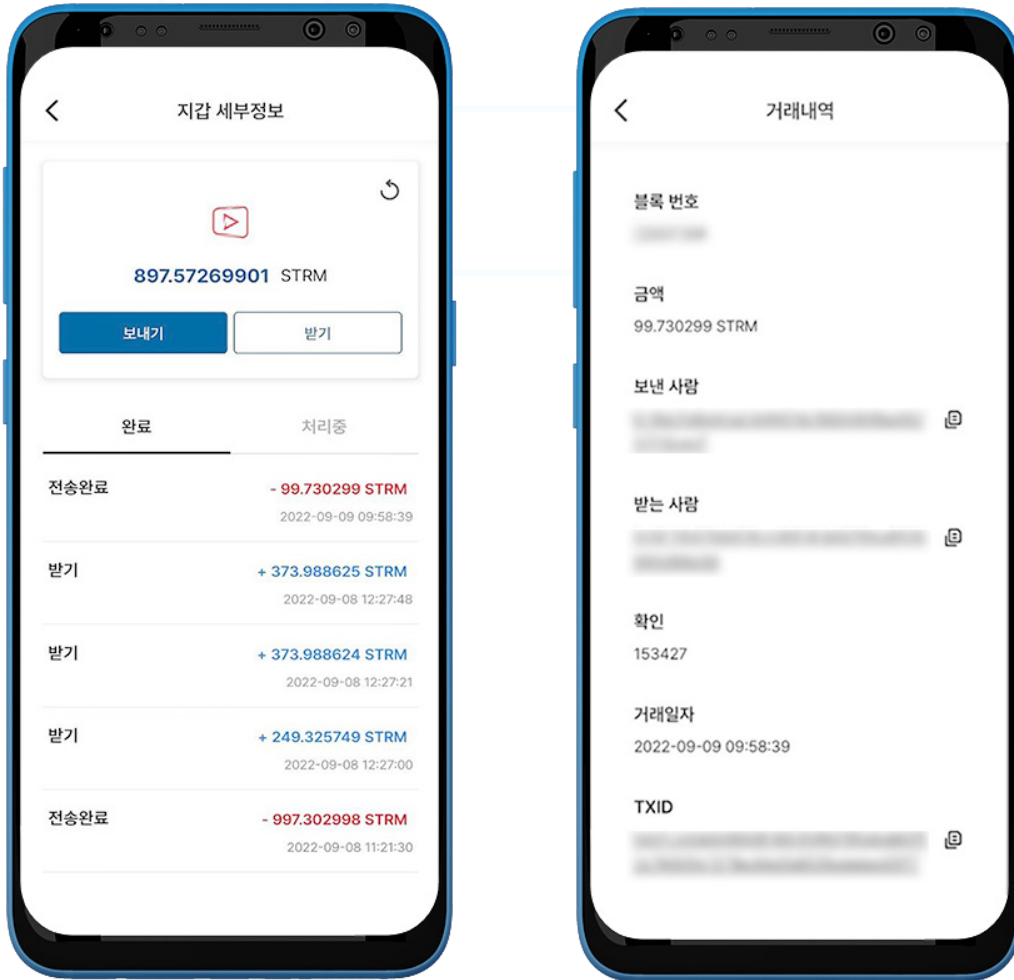 지갑 세부정보
897.57269901 STRM
보내기
받기
완료
처리중
전송완료
- 99.730299 STRM
2022-09-09 09:58:39
받기
+ 373.988625 STRM
2022-09-08 12:27:48
받기
+ 373.988624 STRM
2022-09-08 12:27:21
받기
+ 249.325749 STRM
2022-09-08 12:27:00
전송완료
- 997.302998 STRM
2022-09-08 11:21:30
거래내역
블록 번호
금액
99.730299 STRM
보낸 사람
받는 사람
확인
153427
거래일자
2022-09-09 09:58:39
TXID